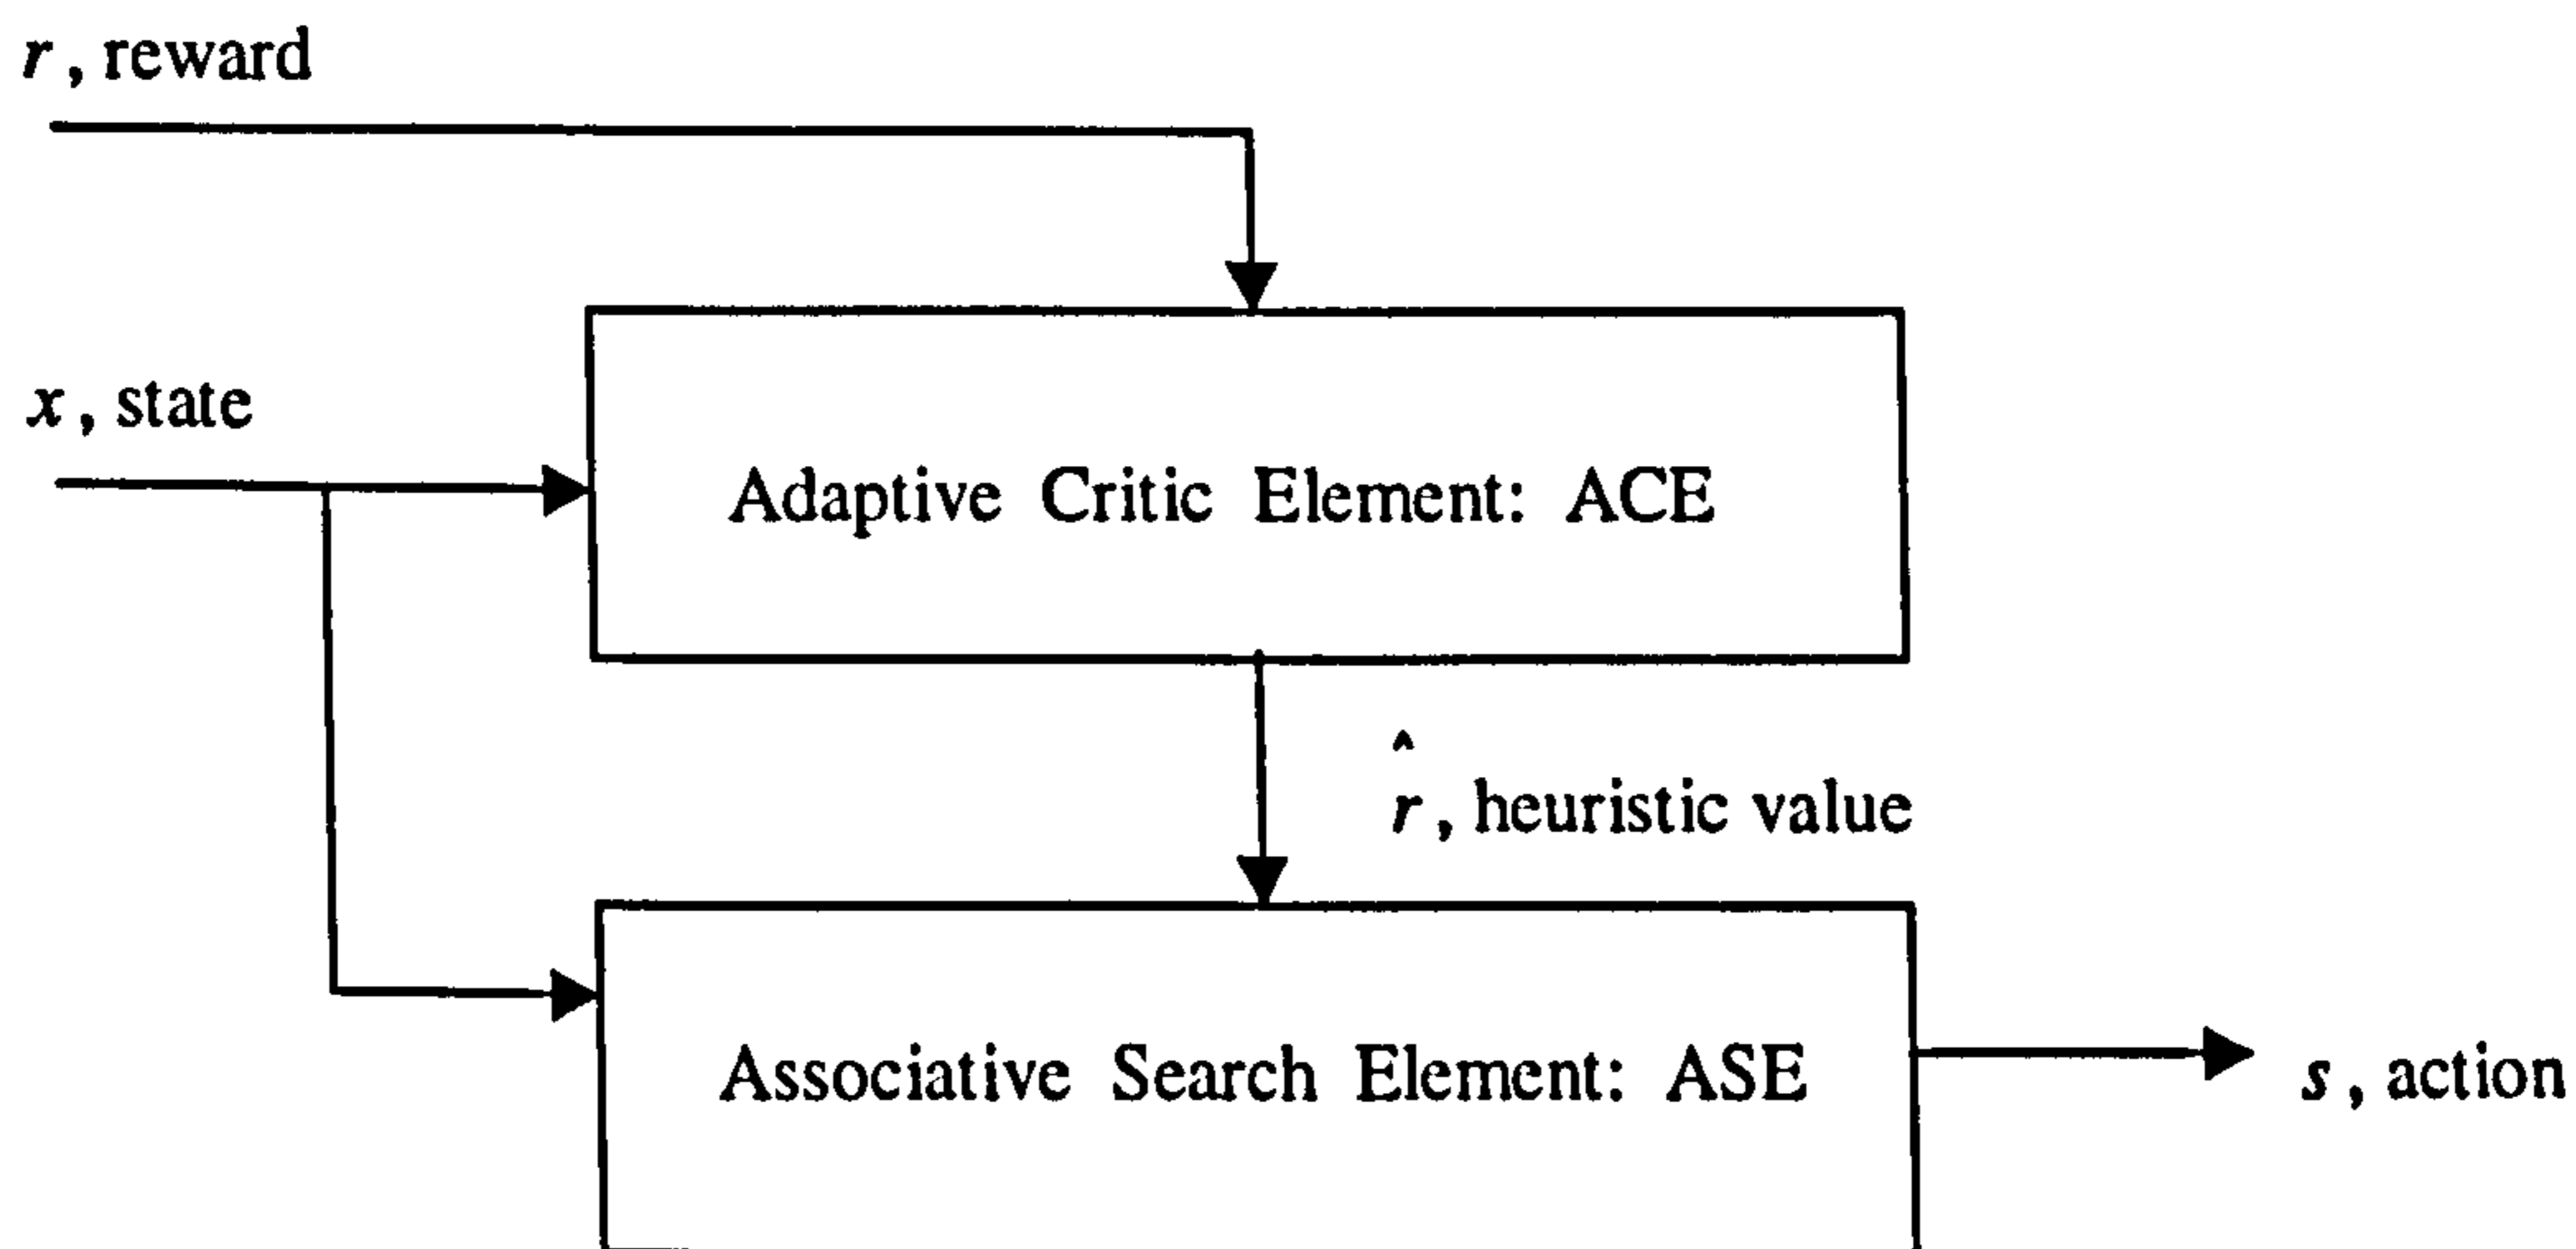 r, reward
x, state
Adaptive Critic Element: ACE
r̂, heuristic value
Associative Search Element: ASE
s, action